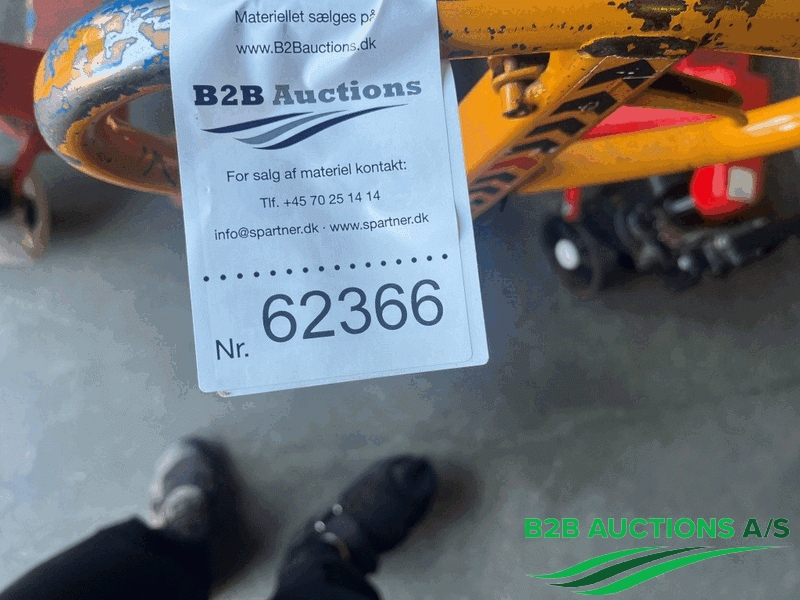 Materiellet sælges på
www.B2Bauctions.dk
B2B Auctions
For salg af materiel kontakt:
Tlf. +45 70 25 14 14
info@spartner.dk · www.spartner.dk
Nr. 62366
B2B AUCTIONS A/S